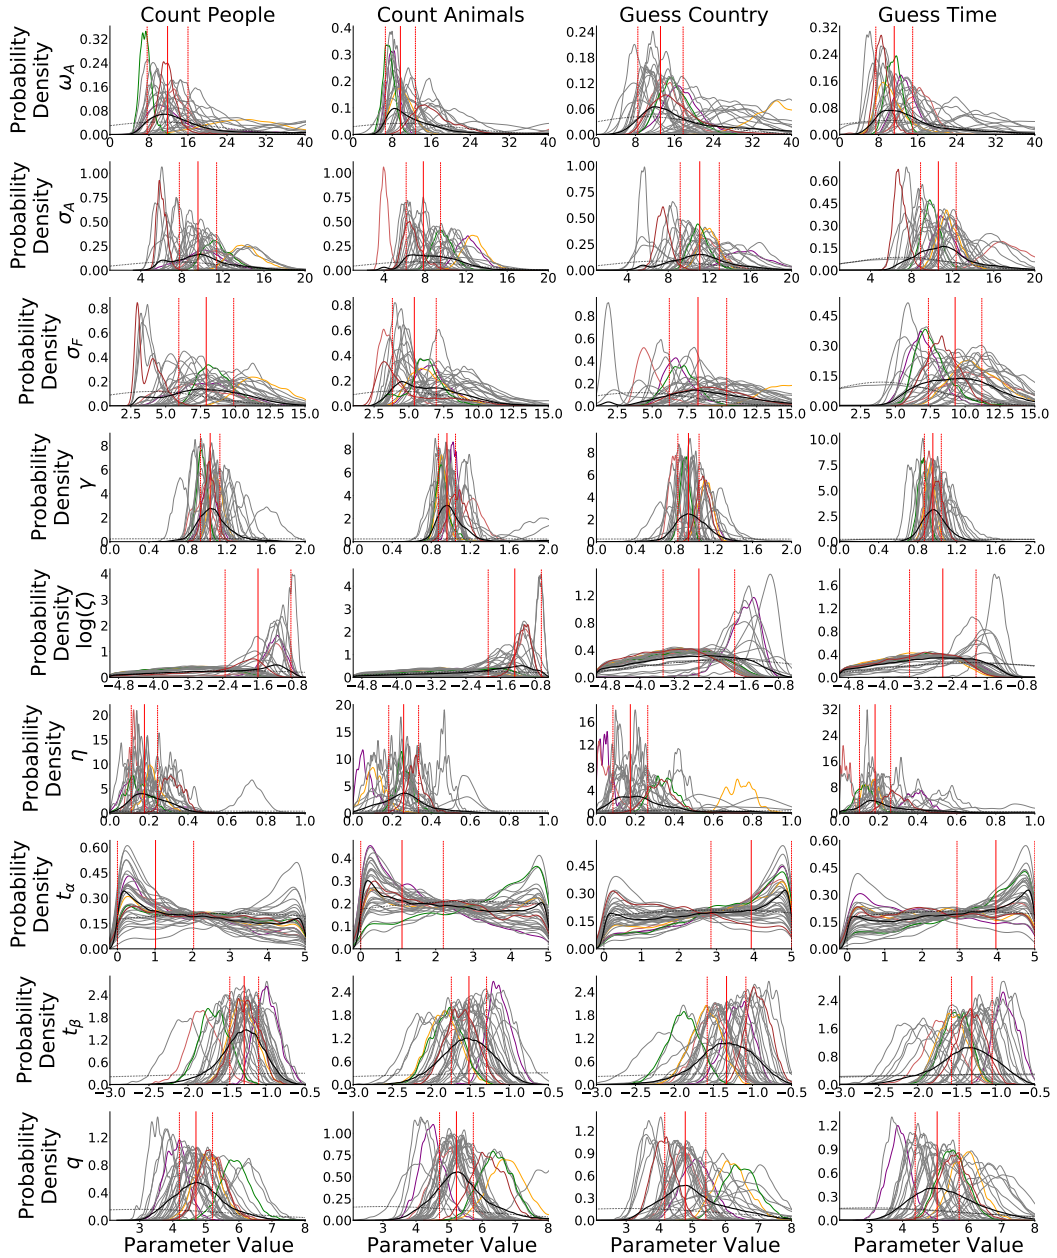 Count People Count Animals Guess Country Guess Time
Probability Density ω_A
0.32 0.24 0.16 0.08 0.00
8 16 24 32 40
0.4 0.3 0.2 0.1 0.0
8 16 24 32 40
0.24 0.18 0.12 0.06 0.00
8 16 24 32 40
0.32 0.24 0.16 0.08 0.00
8 16 24 32 40
Probability Density σ_A
1.00 0.75 0.50 0.25 0.00
4 8 12 16 20
1.00 0.75 0.50 0.25 0.00
4 8 12 16 20
1.00 0.75 0.50 0.25 0.00
4 8 12 16 20
0.60 0.45 0.30 0.15 0.00
4 8 12 16 20
Probability Density σ_F
0.8 0.6 0.4 0.2 0.0
2.5 5.0 7.5 10.0 12.5 15.0
0.8 0.6 0.4 0.2 0.0
2.5 5.0 7.5 10.0 12.5 15.0
0.8 0.6 0.4 0.2 0.0
2.5 5.0 7.5 10.0 12.5 15.0
0.45 0.30 0.15 0.00
2.5 5.0 7.5 10.0 12.5 15.0
Probability Density γ
8 6 4 2 0
0.0 0.4 0.8 1.2 1.6 2.0
8 6 4 2 0
0.0 0.4 0.8 1.2 1.6 2.0
8 6 4 2 0
0.0 0.4 0.8 1.2 1.6 2.0
10.0 7.5 5.0 2.5 0.0
0.0 0.4 0.8 1.2 1.6 2.0
Probability Density log(ζ)
4 3 2 1 0
−4.8 −4.0 −3.2 −2.4 −1.6 −0.8
4 3 2 1 0
−4.8 −4.0 −3.2 −2.4 −1.6 −0.8
1.6 1.2 0.8 0.4 0.0
−4.8 −4.0 −3.2 −2.4 −1.6 −0.8
1.6 1.2 0.8 0.4 0.0
−4.8 −4.0 −3.2 −2.4 −1.6 −0.8
Probability Density η
20 15 10 5 0
0.0 0.2 0.4 0.6 0.8 1.0
20 15 10 5 0
0.0 0.2 0.4 0.6 0.8 1.0
16 12 8 4 0
0.0 0.2 0.4 0.6 0.8 1.0
32 24 16 8 0
0.0 0.2 0.4 0.6 0.8 1.0
Probability Density t_α
0.60 0.45 0.30 0.15 0.00
0 1 2 3 4 5
0.4 0.3 0.2 0.1 0.0
0 1 2 3 4 5
0.45 0.30 0.15 0.00
0 1 2 3 4 5
0.60 0.45 0.30 0.15 0.00
0 1 2 3 4 5
Probability Density t_β
2.4 1.8 1.2 0.6 0.0
−3.0 −2.5 −2.0 −1.5 −1.0 −0.5
2.4 1.8 1.2 0.6 0.0
−3.0 −2.5 −2.0 −1.5 −1.0 −0.5
2.4 1.8 1.2 0.6 0.0
−3.0 −2.5 −2.0 −1.5 −1.0 −0.5
2.4 1.8 1.2 0.6 0.0
−3.0 −2.5 −2.0 −1.5 −1.0 −0.5
Probability Density q
1.2 0.8 0.4 0.0
3 4 5 6 7 8
1.00 0.75 0.50 0.25 0.00
3 4 5 6 7 8
1.2 0.9 0.6 0.3 0.0
3 4 5 6 7 8
1.2 0.9 0.6 0.3 0.0
3 4 5 6 7 8
Parameter Value Parameter Value Parameter Value Parameter Value